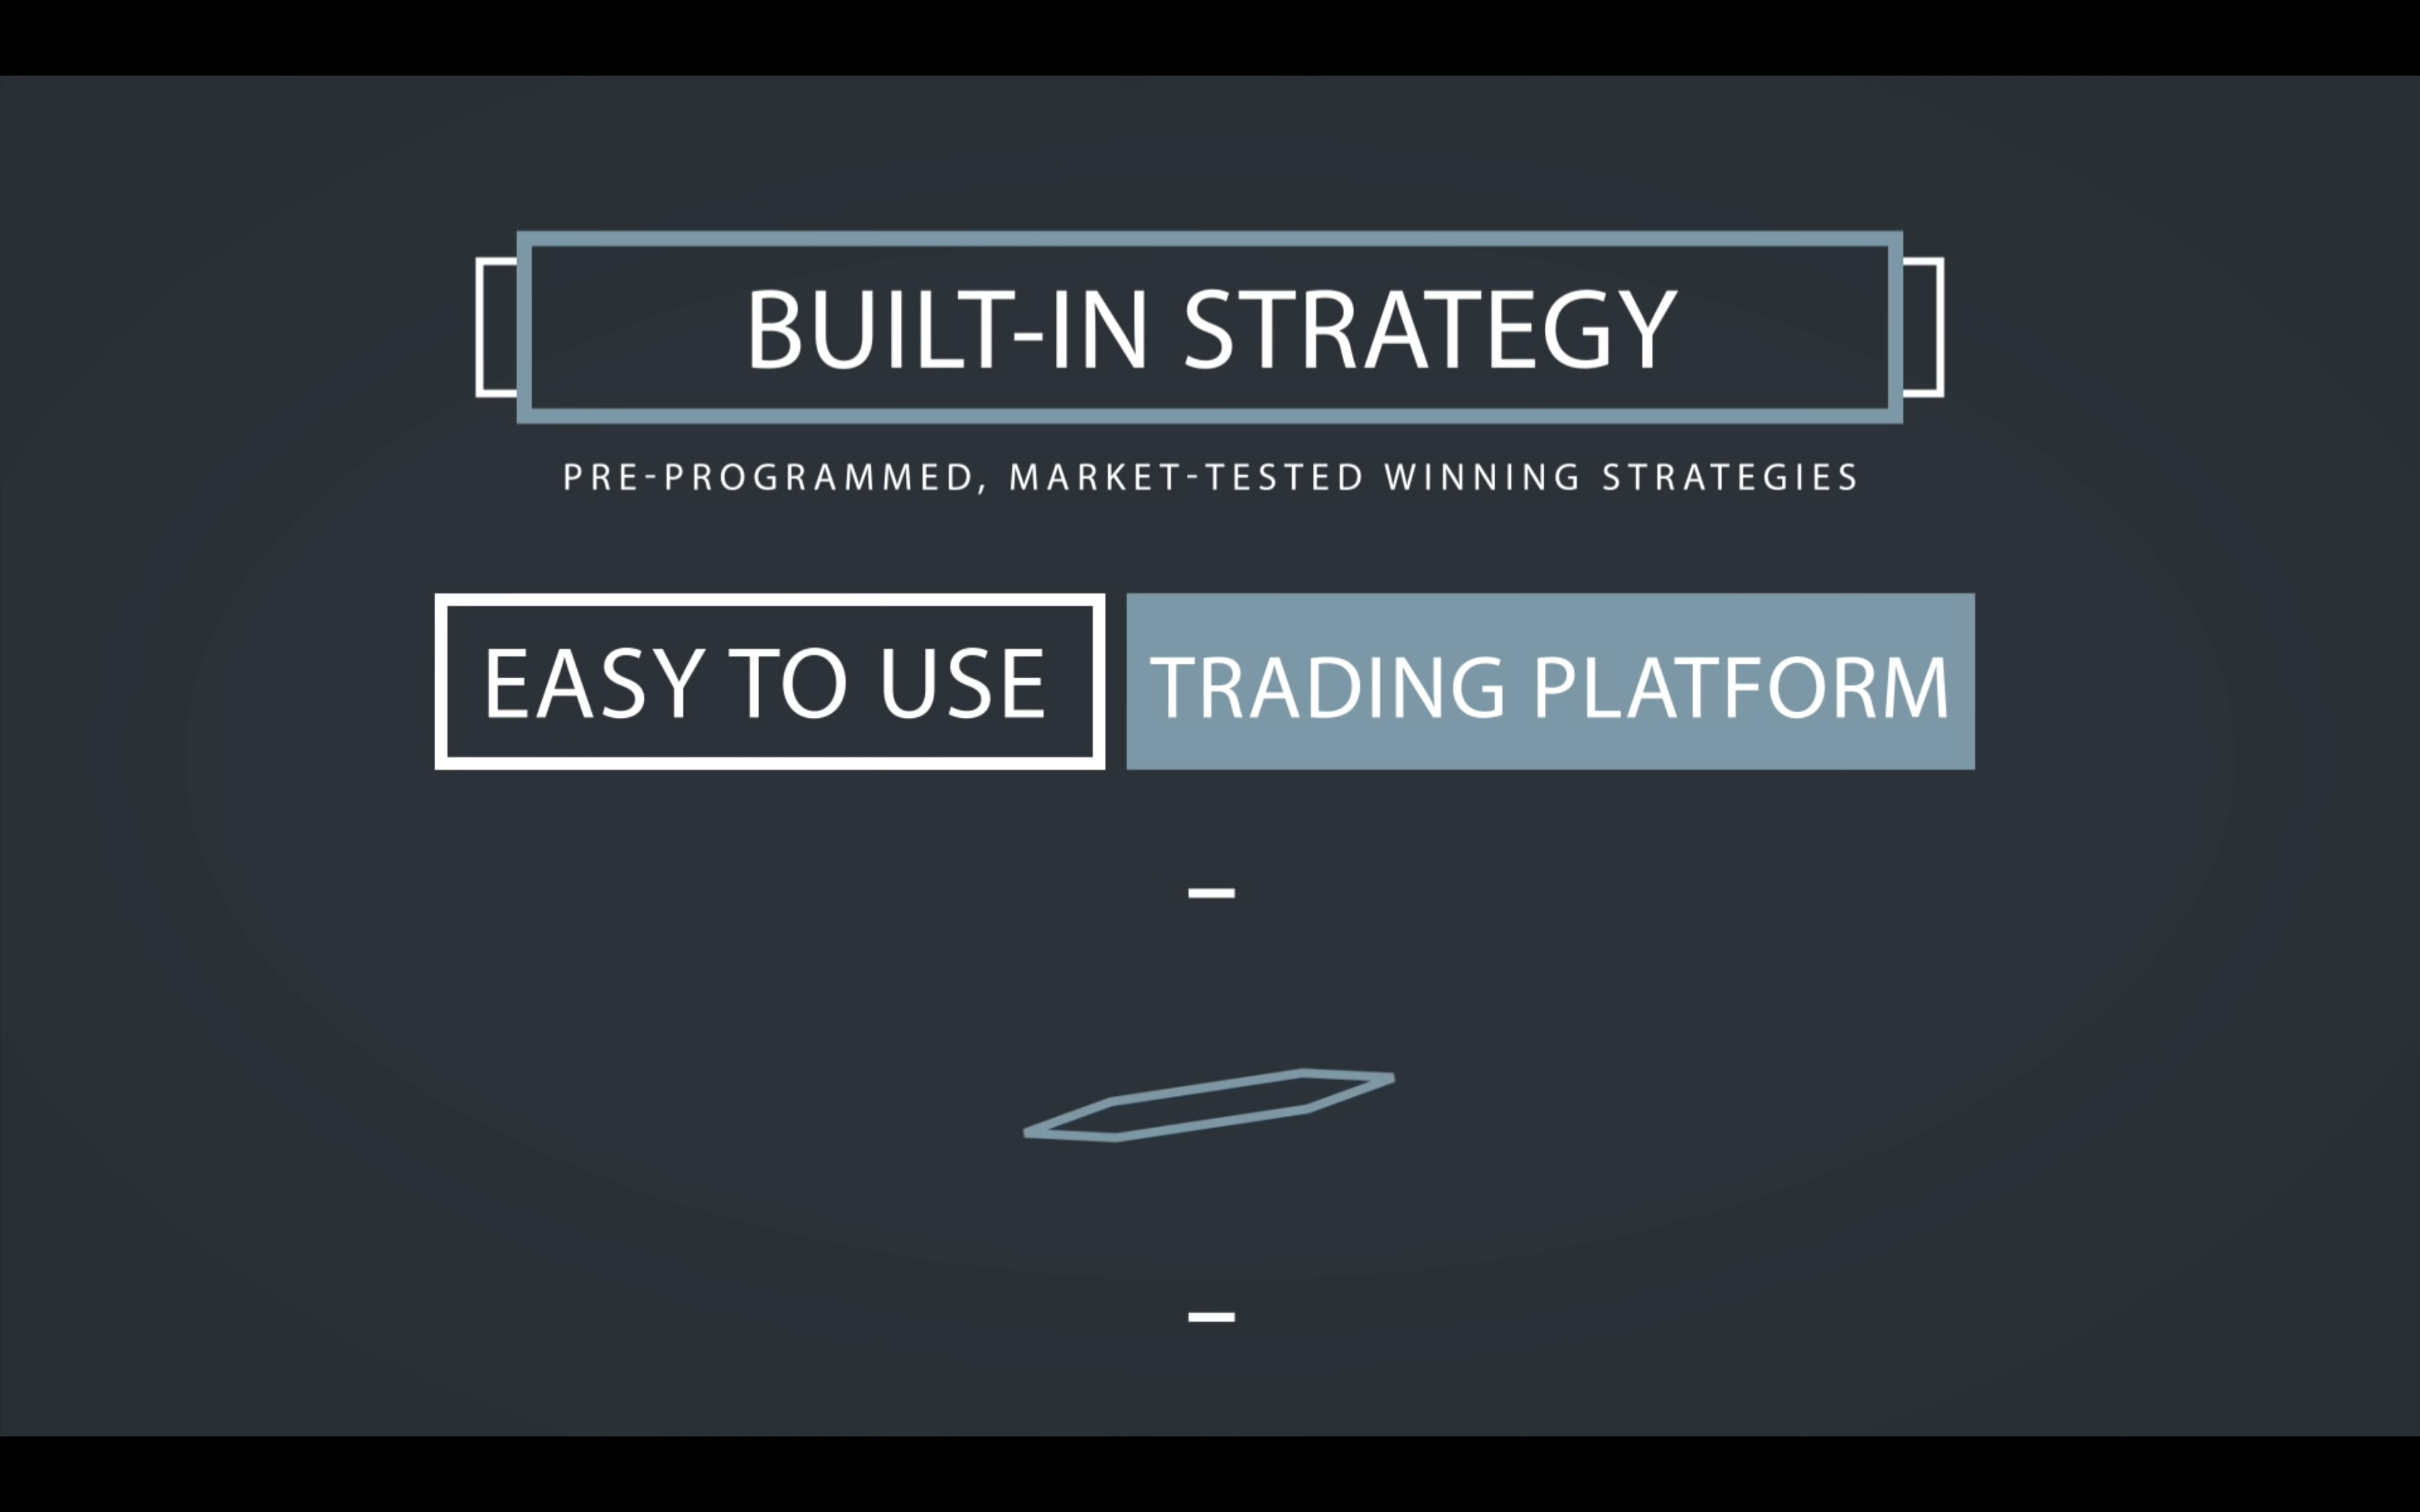 BUILT-IN STRATEGY
PRE-PROGRAMMED, MARKET-TESTED WINNING STRATEGIES
EASY TO USE
TRADING PLATFORM